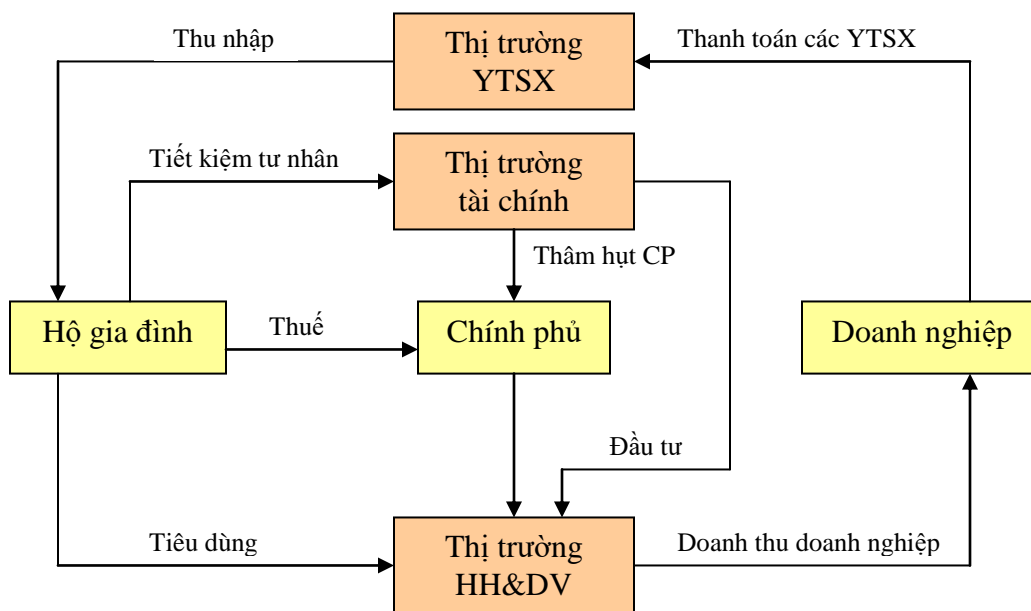 Thu nhập
Thị trường
YTSX
Thanh toán các YTSX
Tiết kiệm tư nhân
Thị trường
tài chính
Thâm hụt CP
Hộ gia đình
Thuế
Chính phủ
Doanh nghiệp
Đầu tư
Tiêu dùng
Thị trường
HH&DV
Doanh thu doanh nghiệp